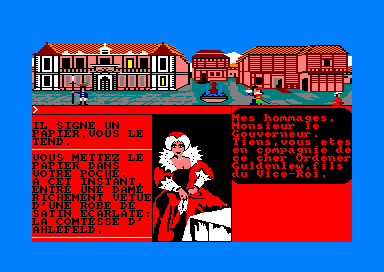 >
IL SIGNE UN
PAPIER,VOUS LE
TEND.
VOUS METTEZ LE
PAPIER DANS
VOTRE POCHE.
A CET INSTANT,
ENTRE UNE DAME
RICHEMENT VETUE
D'UNE ROBE DE
SATIN ECARLATE:
LA COMTESSE D'
AHLEFELD.
Mes hommages,
Monsieur le
Gouverneur.
Tiens,vous etes
en compagnie de
ce cher Ordener
Guldenlew,fils
du Vice-Roi.